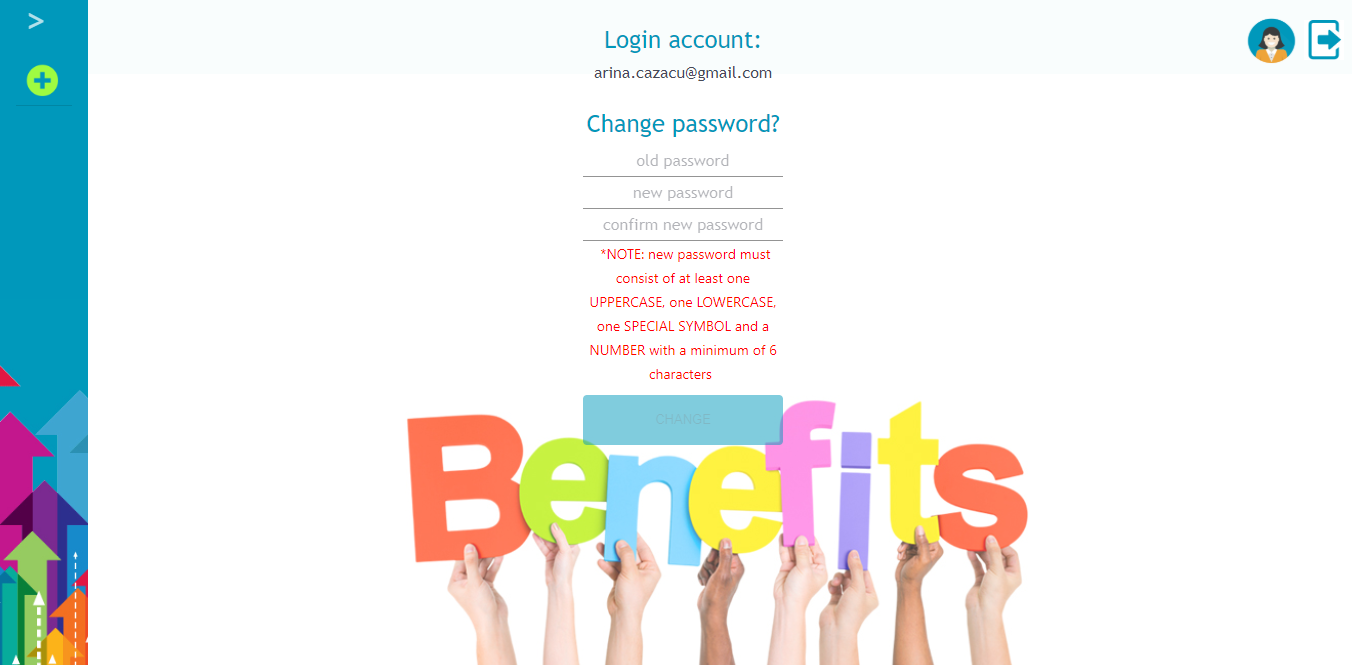 >
Login account:
arina.cazacu@gmail.com
Change password?
old password
new password
confirm new password
*NOTE: new password must
consist of at least one
UPPERCASE, one LOWERCASE,
one SPECIAL SYMBOL and a
NUMBER with a minimum of 6
characters
CHANGE
Benefits